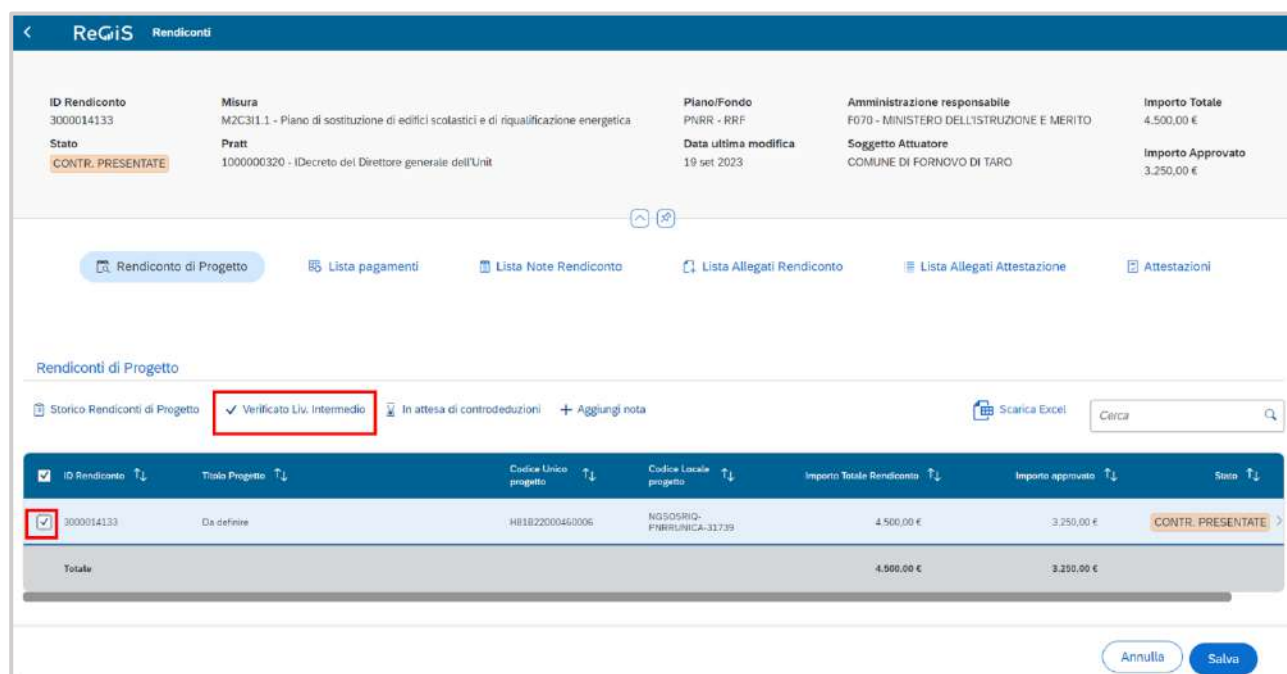 ReGiS Rendiconti
ID Rendiconto Misura Piano/Fondo Amministrazione responsabile Importo Totale
3000014133 M2C3I1.1 - Piano di sostituzione di edifici scolastici e di riqualificazione energetica PNRR - RRF F070 - MINISTERO DELL'ISTRUZIONE E MERITO 4.500,00 €
Stato Pratt Data ultima modifica Soggetto Attuatore Importo Approvato
CONTR. PRESENTATE 1000000320 - IDecreto del Direttore generale dell'Unit 19 set 2023 COMUNE DI FORNOVO DI TARO 3.250,00 €
Rendiconto di Progetto Lista pagamenti Lista Note Rendiconto Lista Allegati Rendiconto Lista Allegati Attestazione Attestazioni
Rendiconti di Progetto
Storico Rendiconti di Progetto Verificato Liv. Intermedio In attesa di controdeduzioni + Aggiungi nota Scarica Excel Cerca
ID Rendiconto Titolo Progetto Codice Unico progetto Codice Locale progetto Importo Totale Rendiconto Importo approvato Stato
3000014133 Da definire H81B22000460006 NGSOSRIQ-PNRRUNICA-31739 4.500,00 € 3.250,00 € CONTR. PRESENTATE
Totale 4.500,00 € 3.250,00 €
Annulla Salva